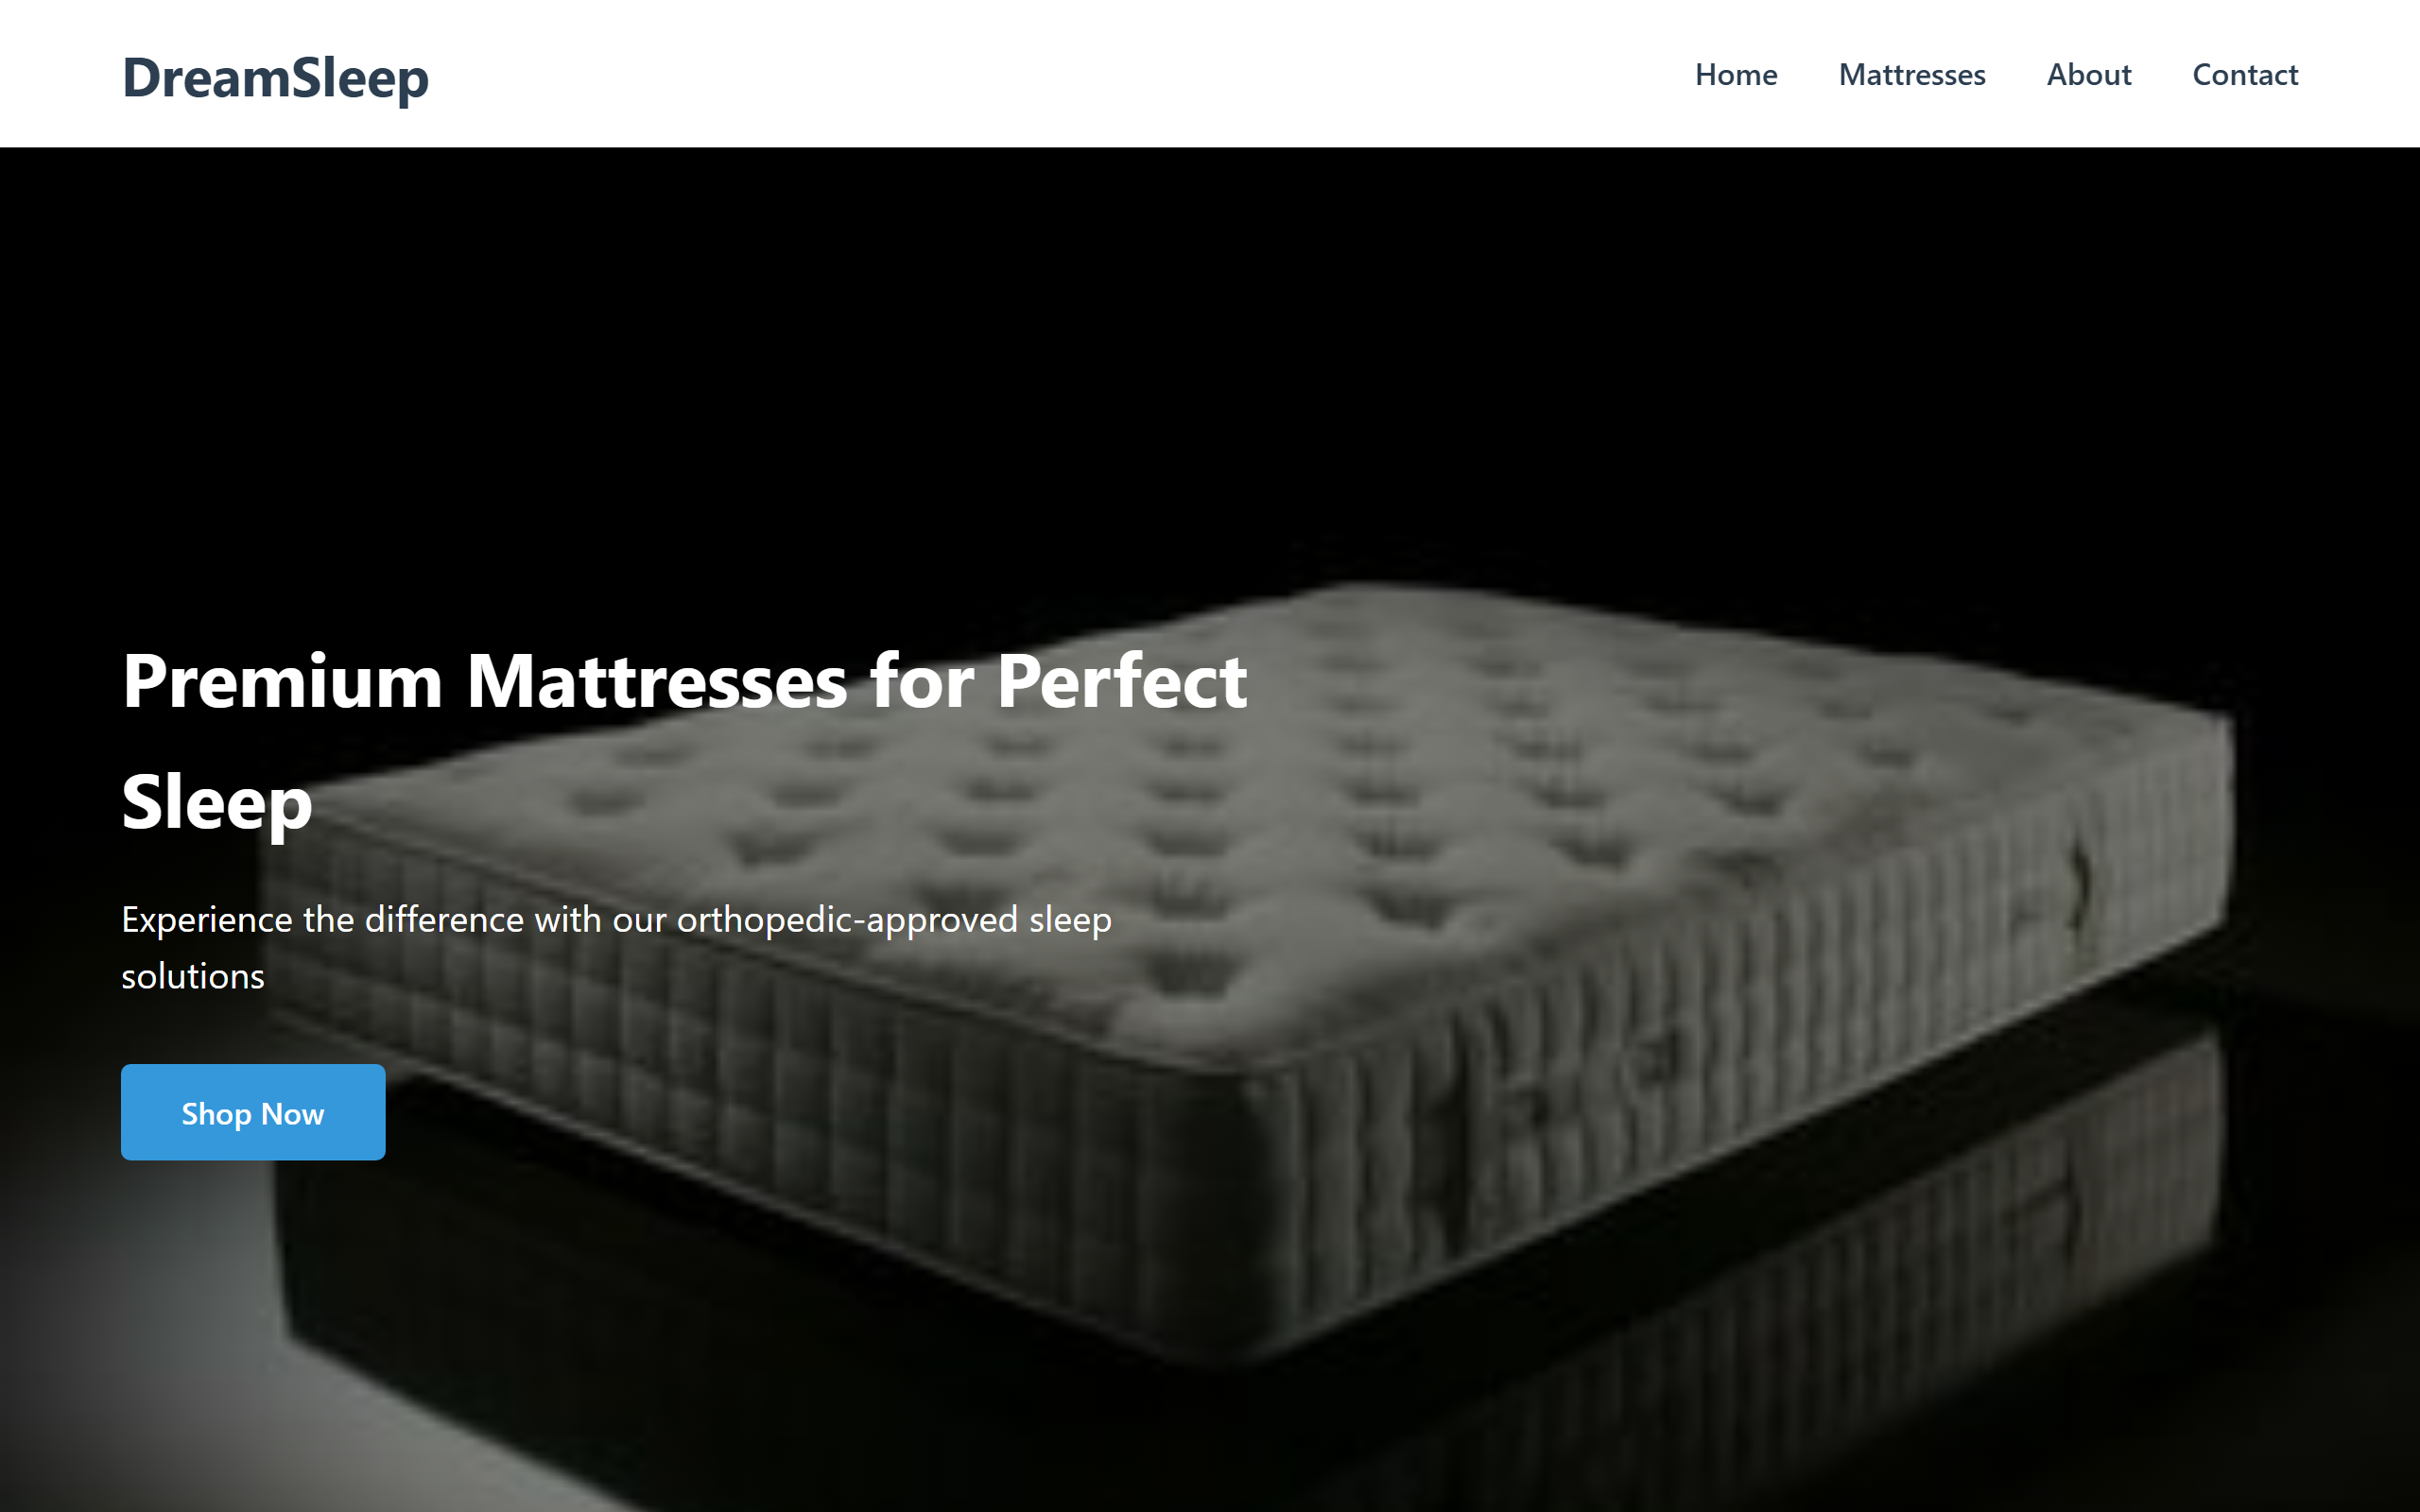 DreamSleep
Home Mattresses About Contact
Premium Mattresses for Perfect
Sleep
Experience the difference with our orthopedic-approved sleep
solutions
Shop Now